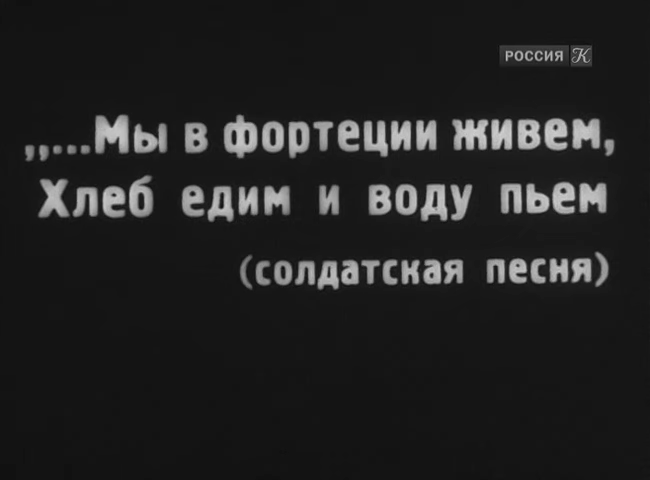 РОССИЯ К
„...Мы в фортеции живем,
Хлеб едим и воду пьем
(солдатская песня)